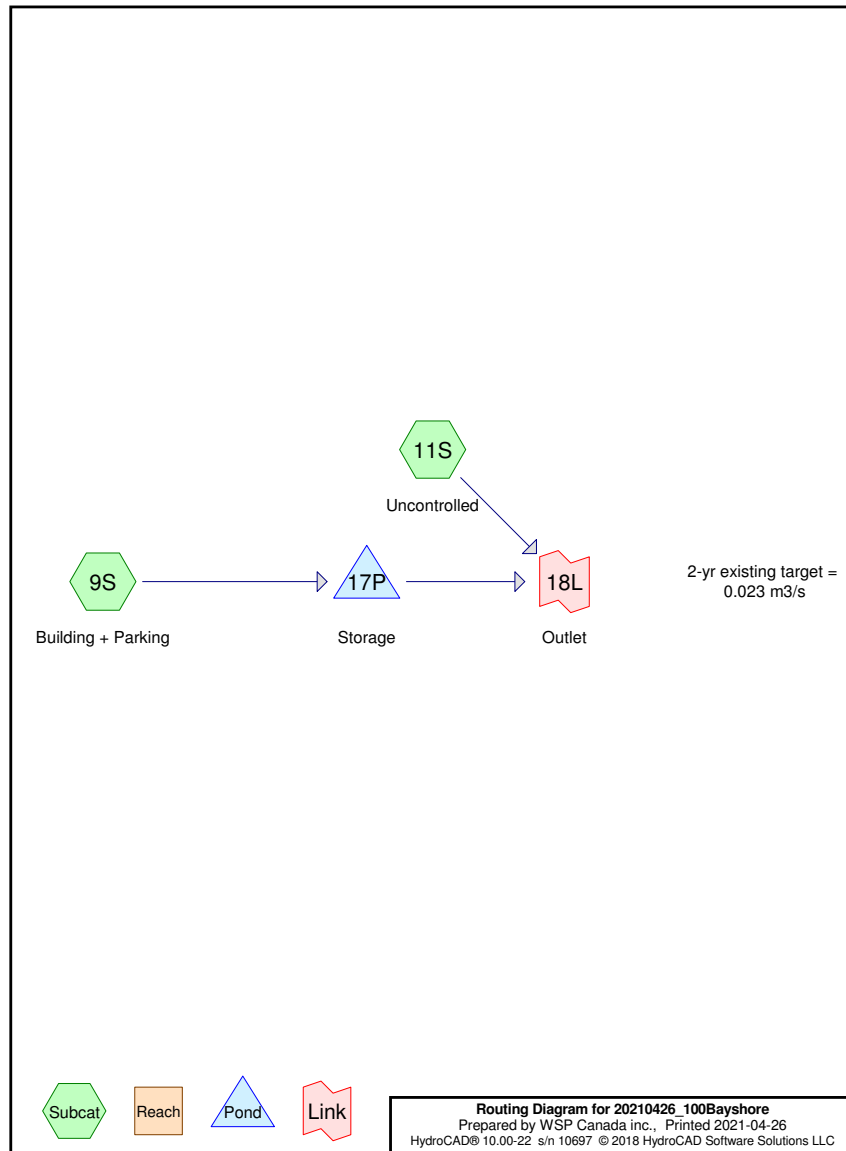 11S
Uncontrolled
9S
Building + Parking
17P
Storage
18L
Outlet
2-yr existing target =
0.023 m3/s
Subcat
Reach
Pond
Link
Routing Diagram for 20210426_100Bayshore
Prepared by WSP Canada inc., Printed 2021-04-26
HydroCAD® 10.00-22 s/n 10697 © 2018 HydroCAD Software Solutions LLC